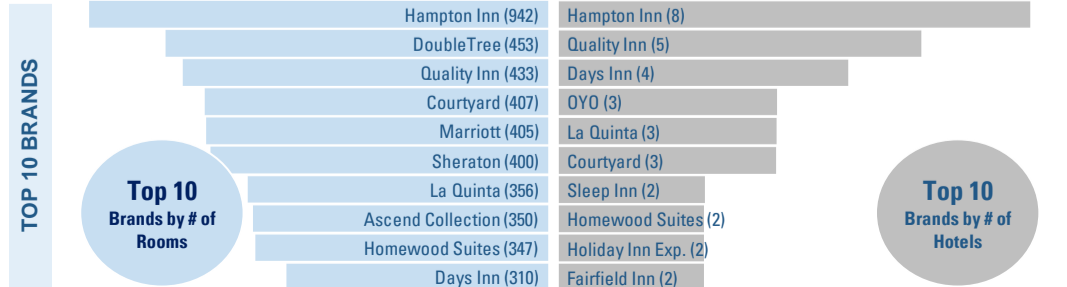 TOP 10 BRANDS
Hampton Inn (942)
DoubleTree (453)
Quality Inn (433)
Courtyard (407)
Marriott (405)
Sheraton (400)
La Quinta (356)
Ascend Collection (350)
Homewood Suites (347)
Days Inn (310)
Top 10
Brands by # of
Rooms
Hampton Inn (8)
Quality Inn (5)
Days Inn (4)
OYO (3)
La Quinta (3)
Courtyard (3)
Sleep Inn (2)
Homewood Suites (2)
Holiday Inn Exp. (2)
Fairfield Inn (2)
Top 10
Brands by # of
Hotels